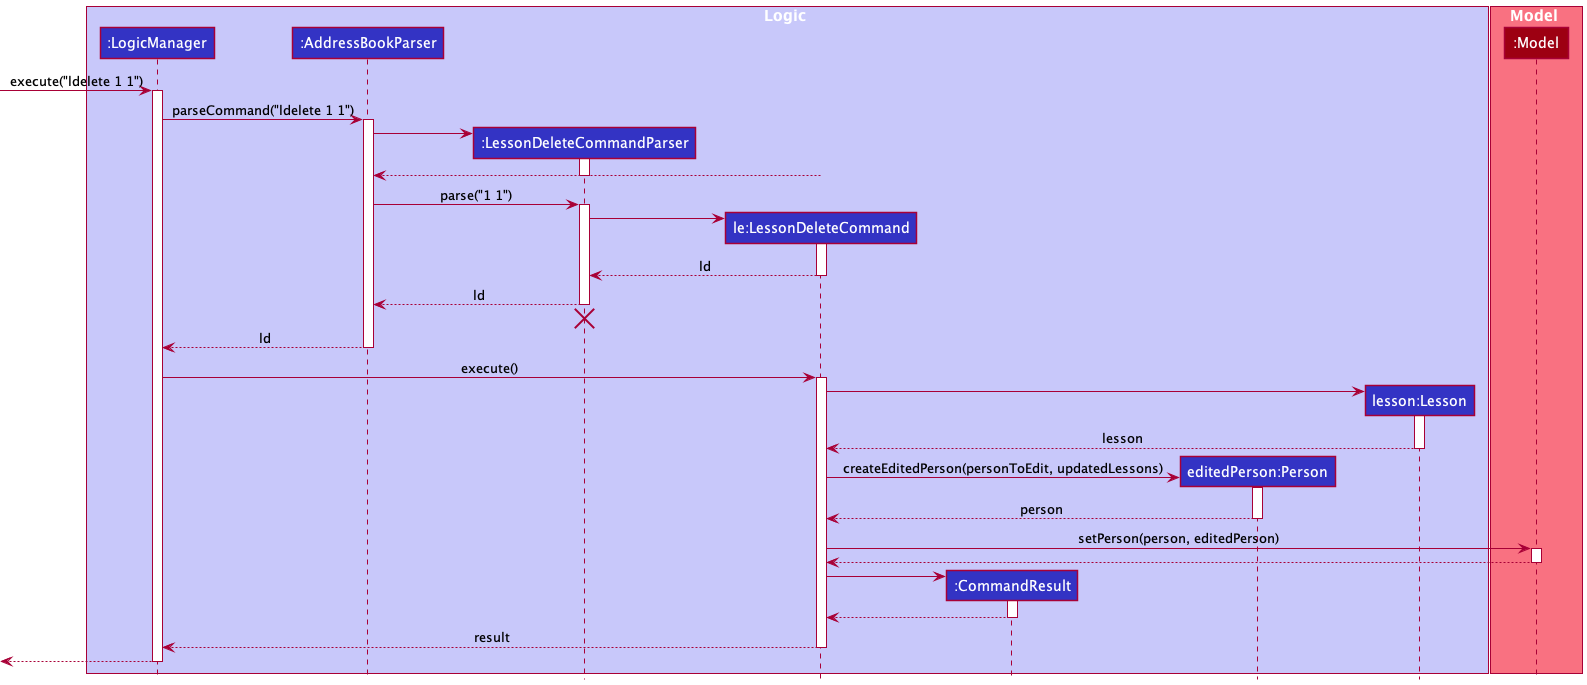 Logic
Model
:LogicManager
:AddressBookParser
:Model
execute("ldelete 1 1")
parseCommand("ldelete 1 1")
:LessonDeleteCommandParser
parse("1 1")
le:LessonDeleteCommand
ld
ld
ld
execute()
lesson:Lesson
lesson
createEditedPerson(personToEdit, updatedLessons)
editedPerson:Person
person
setPerson(person, editedPerson)
:CommandResult
result